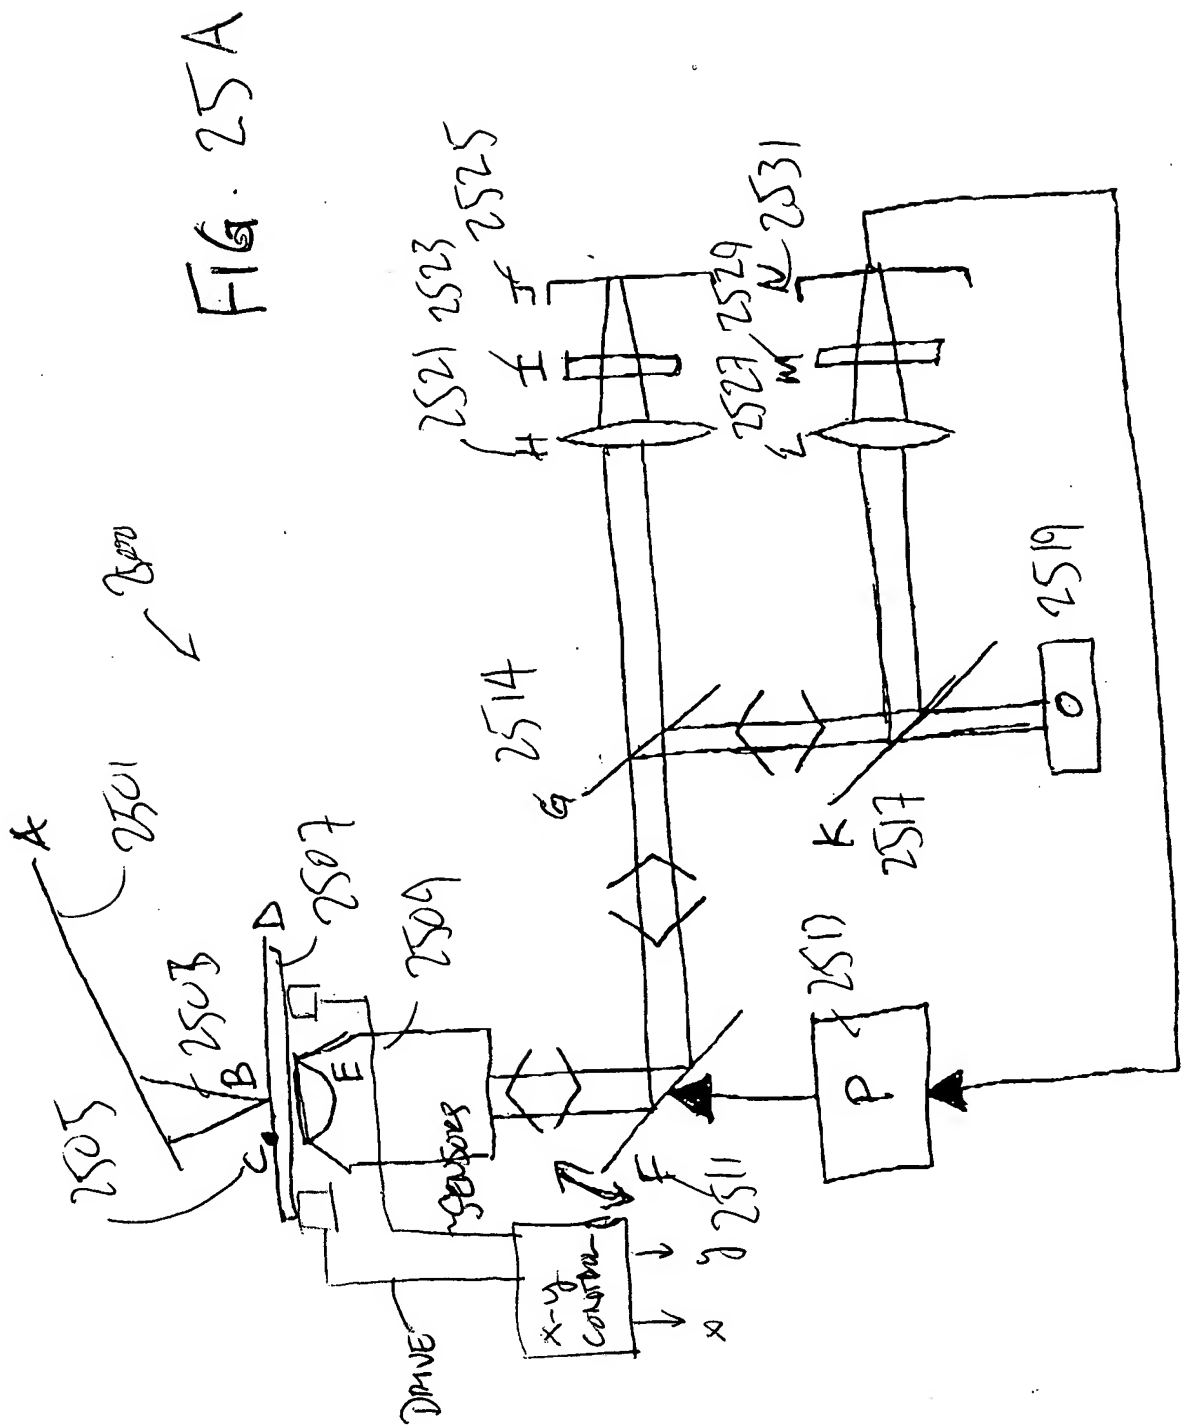 FIG. 25A
2500
A
2501
2503
B
2505
C
D
2507
2509
E
SENSORS
DRIVE
X-Y
CONTROL
x
y
F
2511
P
2513
G
2514
K
2517
O
2519
H
2521
I
2523
J
2525
L
2527
M
2529
N
2531